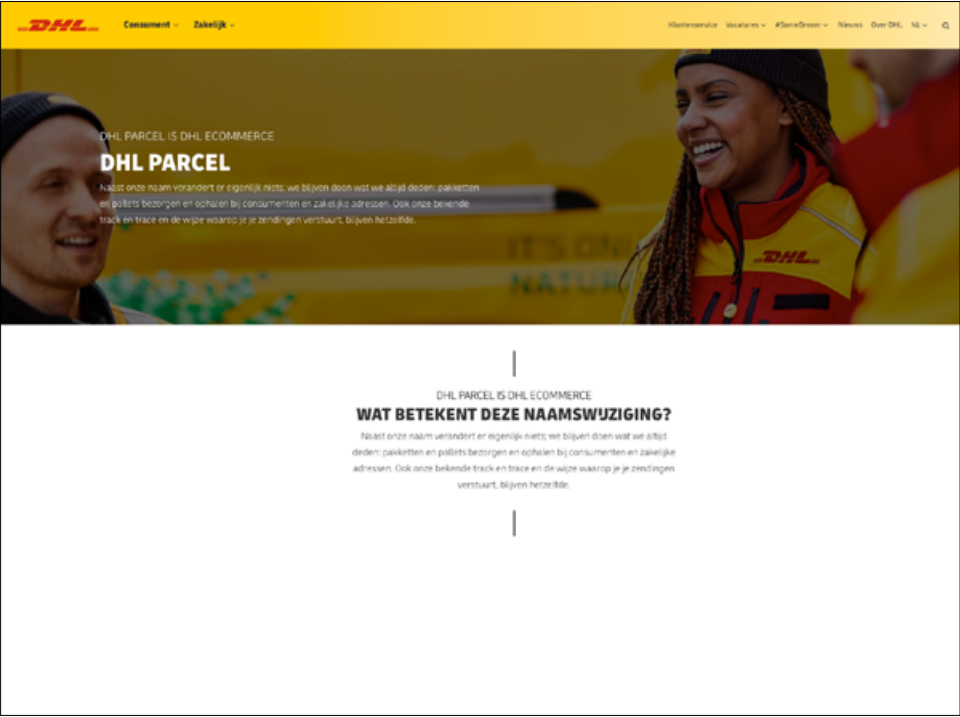 DHL
Consument Zakelijk
Klantenservice Vacatures #SameDream Nieuws Over DHL NL
DHL PARCEL IS DHL ECOMMERCE
DHL PARCEL
Naast onze naam verandert er eigenlijk niets; we blijven doen wat we altijd deden: pakketten
en pallets bezorgen en ophalen bij consumenten en zakelijke adressen. Ook onze bekende
track en trace en de wijze waarop je je zendingen verstuurt, blijven hetzelfde.
IT'S ONL
NATUR
DHL
DHL PARCEL IS DHL ECOMMERCE
WAT BETEKENT DEZE NAAMSWIJZIGING?
Naast onze naam verandert er eigenlijk niets; we blijven doen wat we altijd
deden: pakketten en pallets bezorgen en ophalen bij consumenten en zakelijke
adressen. Ook onze bekende track en trace en de wijze waarop je je zendingen
verstuurt, blijven hetzelfde.